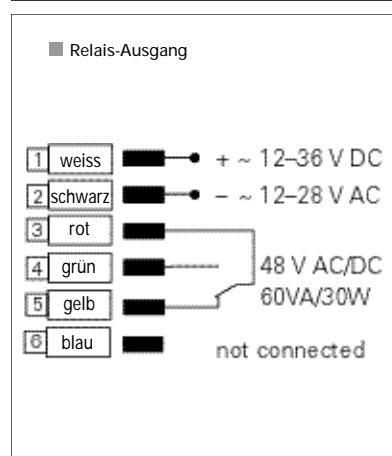 Relais-Ausgang
1 weiss + ~ 12–36 V DC
2 schwarz – ~ 12–28 V AC
3 rot
4 grün 48 V AC/DC
5 gelb 60VA/30W
6 blau not connected